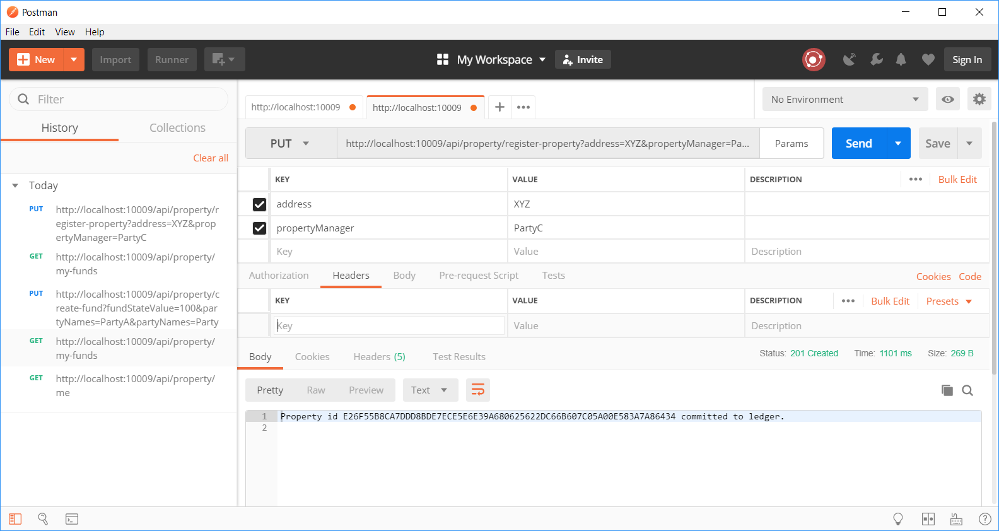 Postman
File Edit View Help
New Import Runner My Workspace Invite Sign In
Filter
History Collections
Clear all
Today
PUT http://localhost:10009/api/property/r
egister-property?address=XYZ&prop
ertyManager=PartyC
GET http://localhost:10009/api/property/
my-funds
PUT http://localhost:10009/api/property/c
reate-fund?fundStateValue=100&par
tyNames=PartyA&partyNames=Party
GET http://localhost:10009/api/property/
my-funds
GET http://localhost:10009/api/property/
me
http://localhost:10009 http://localhost:10009
No Environment
PUT http://localhost:10009/api/property/register-property?address=XYZ&propertyManager=Pa... Params Send Save
KEY VALUE DESCRIPTION Bulk Edit
address XYZ
propertyManager PartyC
Key Value Description
Authorization Headers Body Pre-request Script Tests Cookies Code
KEY VALUE DESCRIPTION Bulk Edit Presets
Key Value Description
Body Cookies Headers (5) Test Results Status: 201 Created Time: 1101 ms Size: 269 B
Pretty Raw Preview Text
1 Property id E26F55B8CA7DDD8BDE7ECE5E6E39A680625622DC66B607C05A00E583A7A86434 committed to ledger.
2